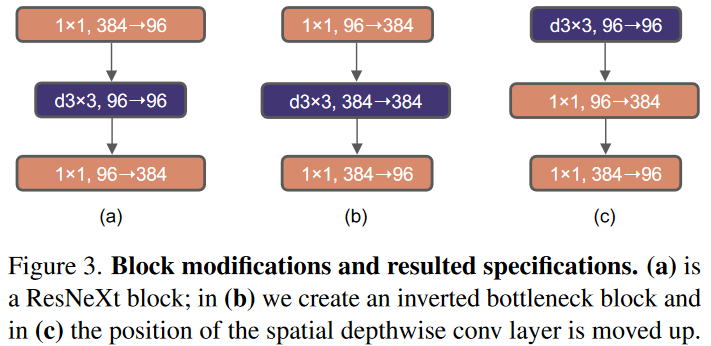 1×1, 384→96
d3×3, 96→96
1×1, 96→384
(a)
1×1, 96→384
d3×3, 384→384
1×1, 384→96
(b)
d3×3, 96→96
1×1, 96→384
1×1, 384→96
(c)
Figure 3. Block modifications and resulted specifications. (a) is
a ResNeXt block; in (b) we create an inverted bottleneck block and
in (c) the position of the spatial depthwise conv layer is moved up.